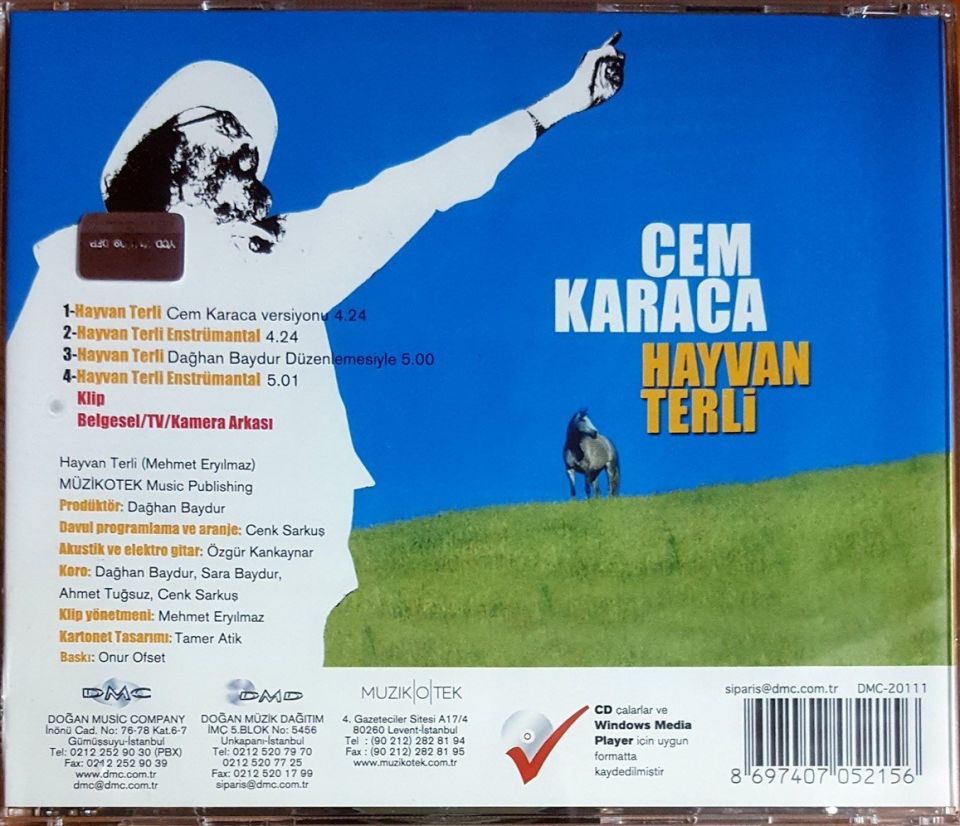 CEM
KARACA
HAYVAN
TERLİ
1-Hayvan Terli Cem Karaca versiyonu 4.24
2-Hayvan Terli Enstrümantal 4.24
3-Hayvan Terli Dağhan Baydur Düzenlemesiyle 5.00
4-Hayvan Terli Enstrümantal 5.01
Klip
Belgesel/TV/Kamera Arkası
Hayvan Terli (Mehmet Eryılmaz)
MÜZİKOTEK Music Publishing
Prodüktör: Dağhan Baydur
Davul programlama ve aranje: Cenk Sarkuş
Akustik ve elektro gitar: Özgür Kankaynar
Koro: Dağhan Baydur, Sara Baydur,
Ahmet Tuğsuz, Cenk Sarkuş
Klip yönetmeni: Mehmet Eryılmaz
Kartonet Tasarımı: Tamer Atik
Baskı: Onur Ofset
DMC
DOĞAN MUSIC COMPANY
İnönü Cad. No: 76-78 Kat.6-7
Gümüşsuyu-İstanbul
Tel: 0212 252 90 30 (PBX)
Fax: 0212 252 90 39
www.dmc.com.tr
dmc@dmc.com.tr
DMD
DOĞAN MÜZİK DAĞITIM
İMC 5.BLOK No: 5456
Unkapanı-İstanbul
Tel: 0212 520 79 70
0212 520 77 25
Fax: 0212 520 17 99
siparis@dmc.com.tr
MUZIK|O|TEK
4. Gazeteciler Sitesi A17/4
80260 Levent-İstanbul
Tel : (90 212) 282 81 94
Fax : (90 212) 282 81 95
www.muzikotek.com.tr
CD çalarlar ve
Windows Media
Player için uygun
formatta
kaydedilmiştir
siparis@dmc.com.tr DMC-20111
8 697407 052156